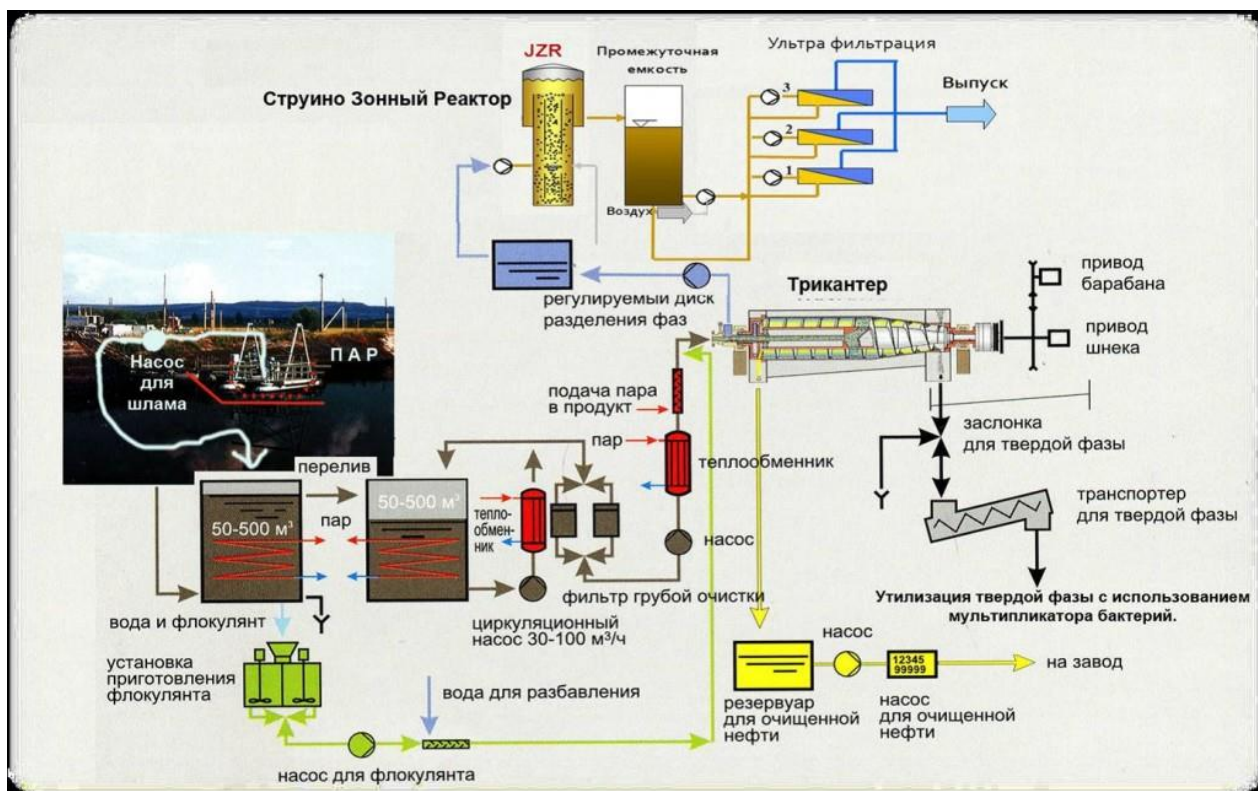 JZR
Струино Зонный Реактор
Промежуточная
емкость
Ультра фильтрация
3
2
1
Выпуск
Воздух
регулируемый диск
разделения фаз
Трикантер
привод
барабана
привод
шнека
Насос
для
шлама
ПАР
подача пара
в продукт
пар
теплообменник
заслонка
для твердой фазы
транспортер
для твердой фазы
Утилизация твердой фазы с использованием
мультипликатора бактерий.
перелив
50-500 м³
пар
50-500 м³
тепло-
обмен-
ник
насос
фильтр грубой очистки
циркуляционный
насос 30-100 м³/ч
вода и флокулянт
установка
приготовления
флокулянта
вода для разбавления
насос для флокулянта
резервуар
для очищенной
нефти
насос
12345
99999
насос
для очищенной
нефти
на завод